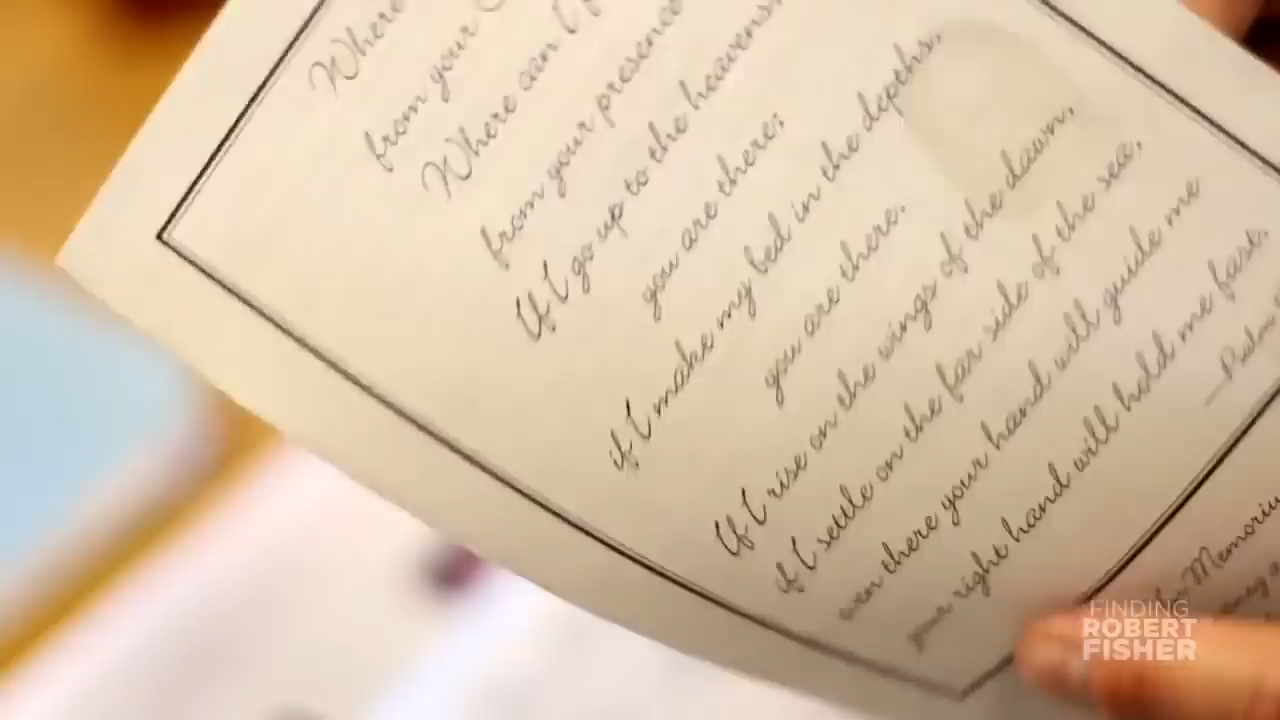 Where
from your
Where can I
from your presence
If I go up to the heavens,
you are there;
if I make my bed in the depths,
you are there.
If I rise on the wings of the dawn,
if I settle on the far side of the sea,
even there your hand will guide me
your right hand will hold me fast.
—Psalm
Memorial
FINDING
ROBERT
FISHER